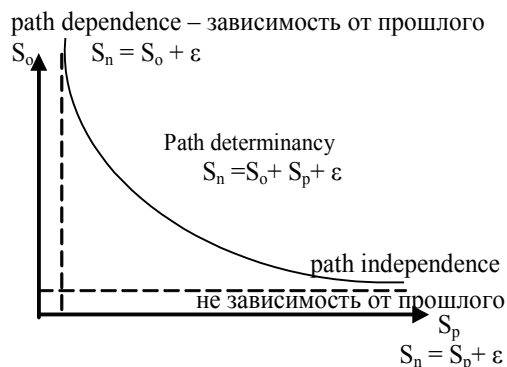 path dependence – зависимость от прошлого
Sₒ Sₙ = Sₒ + ε
Path determinancy
Sₙ =Sₒ+ Sₚ+ ε
path independence
не зависимость от прошлого
Sₚ
Sₙ = Sₚ+ ε